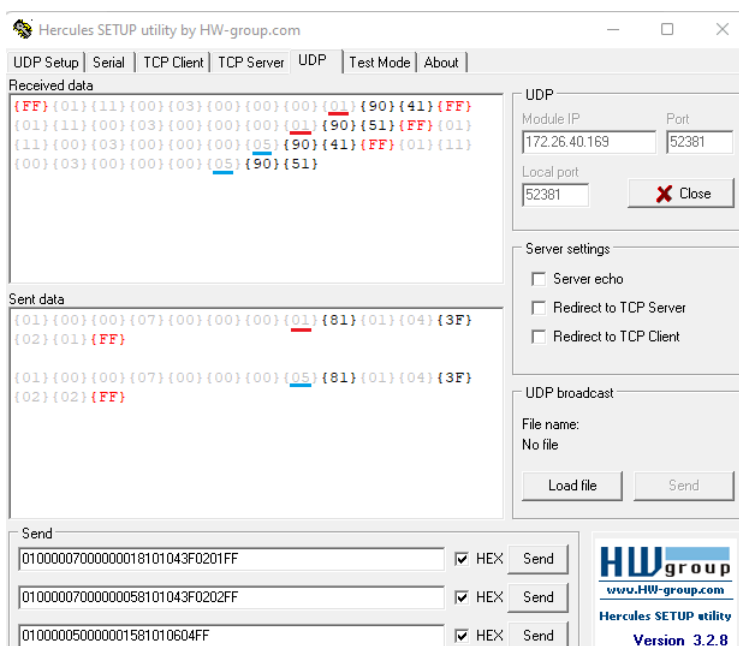 Hercules SETUP utility by HW-group.com
UDP Setup Serial TCP Client TCP Server UDP Test Mode About
Received data
{FF}{01}{11}{00}{03}{00}{00}{00}{01}{90}{41}{FF}
{01}{11}{00}{03}{00}{00}{00}{01}{90}{51}{FF}{01}
{11}{00}{03}{00}{00}{00}{05}{90}{41}{FF}{01}{11}
{00}{03}{00}{00}{00}{05}{90}{51}
Sent data
{01}{00}{00}{07}{00}{00}{00}{01}{81}{01}{04}{3F}
{02}{01}{FF}
{01}{00}{00}{07}{00}{00}{00}{05}{81}{01}{04}{3F}
{02}{02}{FF}
UDP
Module IP Port
172.26.40.169 52381
Local port
52381 Close
Server settings
Server echo
Redirect to TCP Server
Redirect to TCP Client
UDP broadcast
File name:
No file
Load file Send
Send
01000007000000018101043F0201FF HEX Send
01000007000000058101043F0202FF HEX Send
010000050000001581010604FF HEX Send
HW group
www.HW-group.com
Hercules SETUP utility
Version 3.2.8